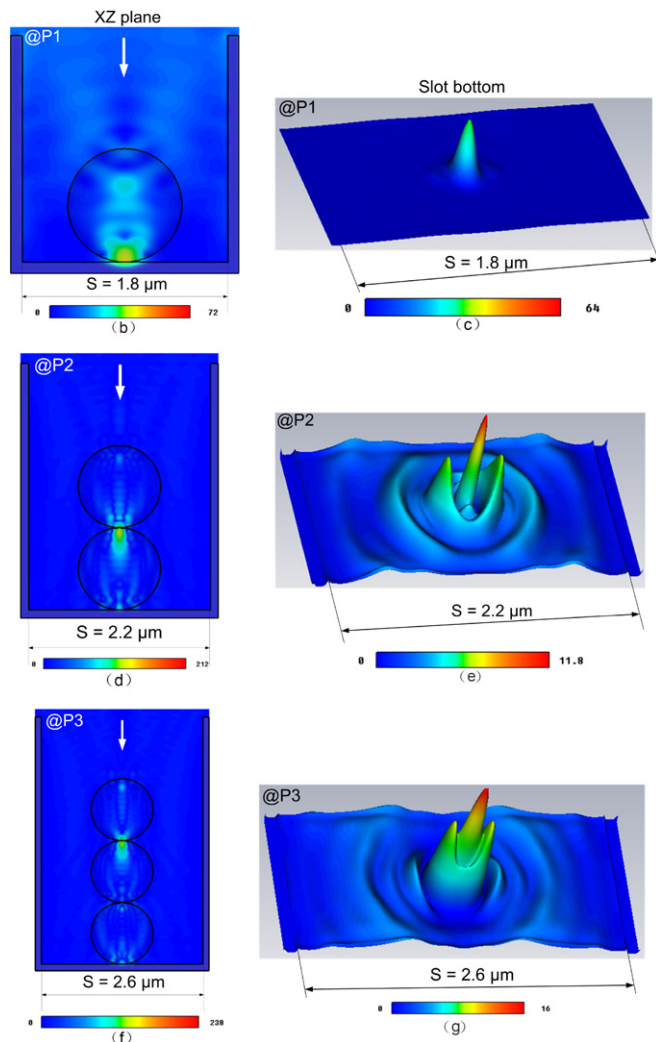 XZ plane
@P1
S = 1.8 µm
0 72
(b)
Slot bottom
@P1
S = 1.8 µm
0 64
(c)
@P2
S = 2.2 µm
0 212
(d)
@P2
S = 2.2 µm
0 11.8
(e)
@P3
S = 2.6 µm
0 238
(f)
@P3
S = 2.6 µm
0 16
(g)